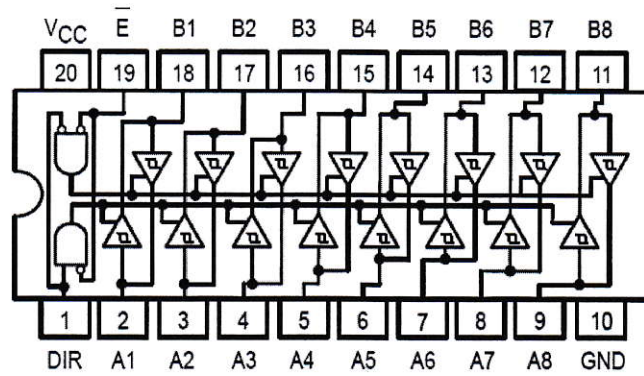 VCC E B1 B2 B3 B4 B5 B6 B7 B8
20 19 18 17 16 15 14 13 12 11
1 2 3 4 5 6 7 8 9 10
DIR A1 A2 A3 A4 A5 A6 A7 A8 GND